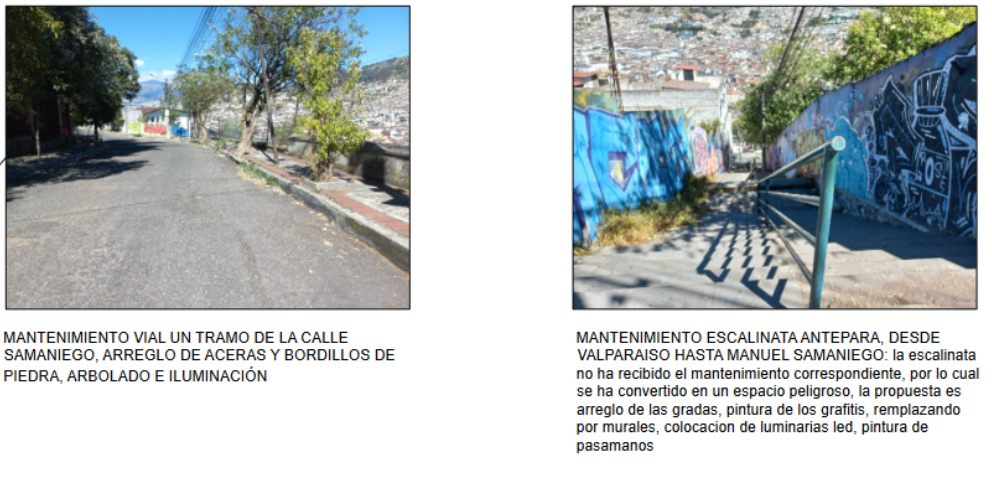 MANTENIMIENTO VIAL UN TRAMO DE LA CALLE
SAMANIEGO, ARREGLO DE ACERAS Y BORDILLOS DE
PIEDRA, ARBOLADO E ILUMINACIÓN
MANTENIMIENTO ESCALINATA ANTEPARA, DESDE
VALPARAISO HASTA MANUEL SAMANIEGO: la escalinata
no ha recibido el mantenimiento correspondiente, por lo cual
se ha convertido en un espacio peligroso, la propuesta es
arreglo de las gradas, pintura de los grafitis, remplazando
por murales, colocacion de luminarias led, pintura de
pasamanos